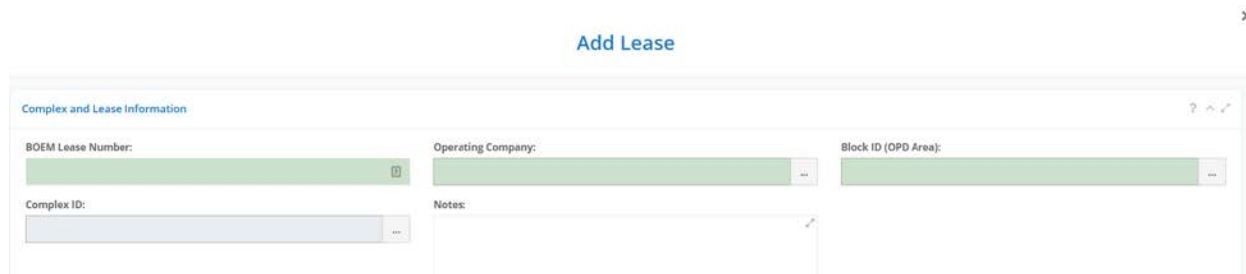 Add Lease
Complex and Lease Information
?
BOEM Lease Number: Operating Company: Block ID (OPD Area):
... ...
Complex ID: Notes:
...